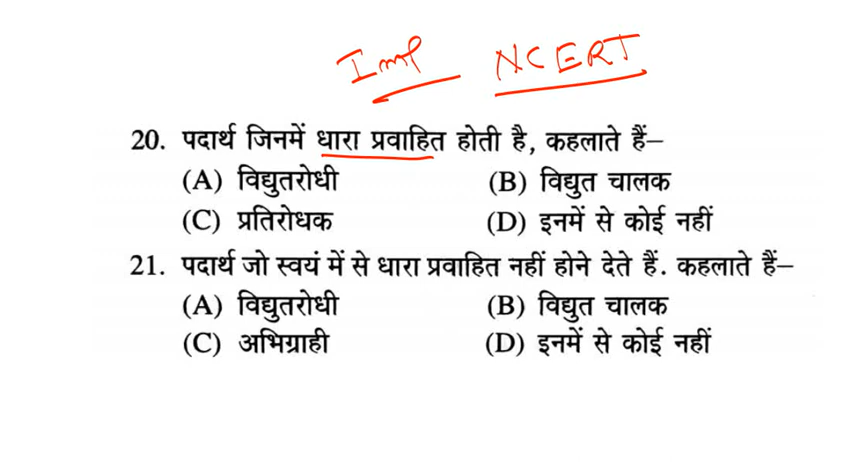 Imp NCERT
20. पदार्थ जिनमें धारा प्रवाहित होती है, कहलाते हैं–
(A) विद्युतरोधी (B) विद्युत चालक
(C) प्रतिरोधक (D) इनमें से कोई नहीं
21. पदार्थ जो स्वयं में से धारा प्रवाहित नहीं होने देते हैं. कहलाते हैं–
(A) विद्युतरोधी (B) विद्युत चालक
(C) अभिग्राही (D) इनमें से कोई नहीं